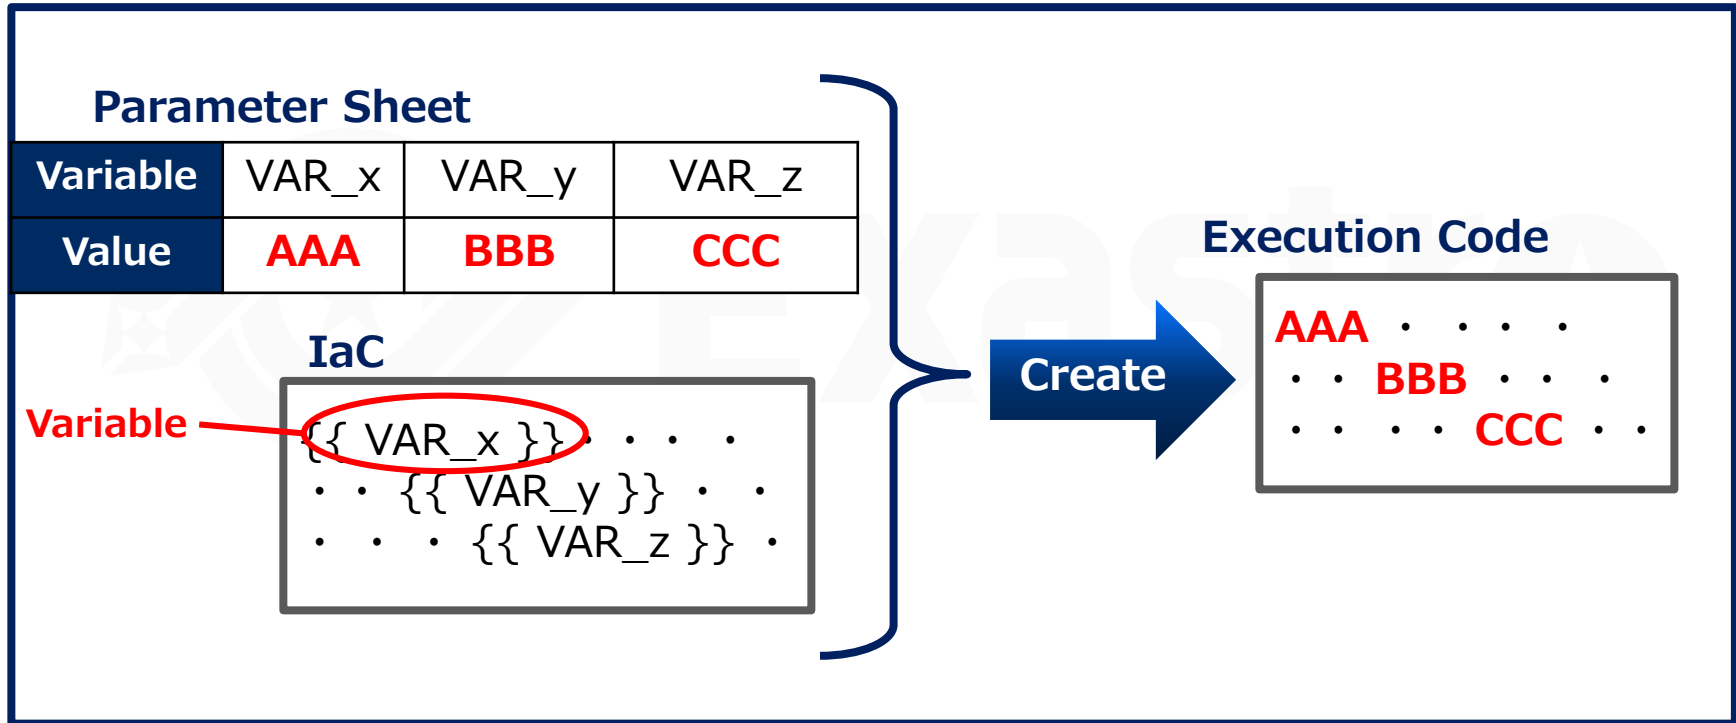 Parameter Sheet
Variable VAR_x VAR_y VAR_z
Value AAA BBB CCC
IaC
Variable
{{ VAR_x }}・ ・ ・ ・
・ ・ {{ VAR_y }} ・ ・
・ ・ ・ {{ VAR_z }} ・
Create
Execution Code
AAA ・ ・ ・ ・
・ ・ BBB ・ ・ ・
・ ・ ・ ・ CCC ・ ・
Exastro